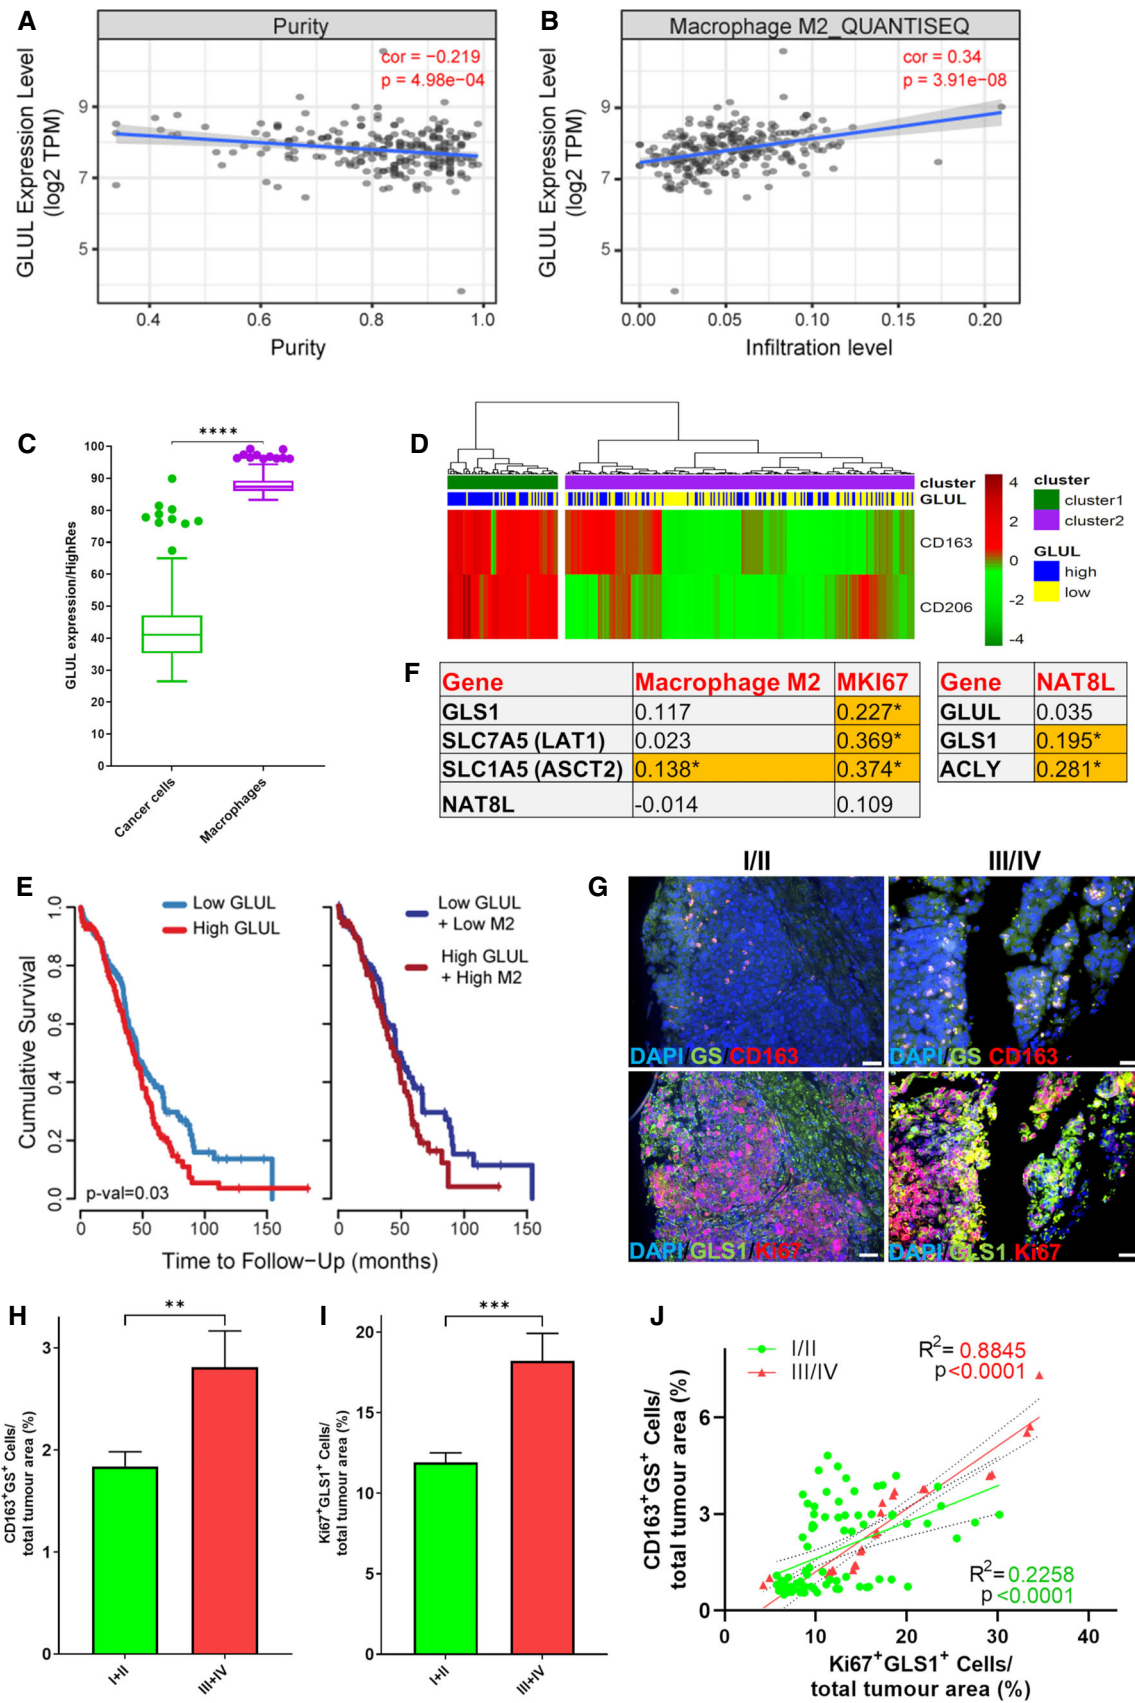 A
Purity
cor = −0.219
p = 4.98e−04
GLUL Expression Level
(log2 TPM)
9
7
5
0.4
0.6
0.8
1.0
Purity
B
Macrophage M2_QUANTISEQ
cor = 0.34
p = 3.91e−08
GLUL Expression Level
(log2 TPM)
9
7
5
0.00
0.05
0.10
0.15
0.20
Infiltration level
C
****
GLUL expression/HighRes
100
90
80
70
60
50
40
30
20
10
0
Cancer cells
Macrophages
D
cluster
GLUL
CD163
CD206
4
2
0
-2
-4
cluster
cluster1
cluster2
GLUL
high
low
F
Gene Macrophage M2 MKI67
GLS1 0.117 0.227*
SLC7A5 (LAT1) 0.023 0.369*
SLC1A5 (ASCT2) 0.138* 0.374*
NAT8L -0.014 0.109
Gene NAT8L
GLUL 0.035
GLS1 0.195*
ACLY 0.281*
E
Cumulative Survival
1.0
0.8
0.6
0.4
0.2
0.0
Low GLUL
High GLUL
p-val=0.03
0
50
100
150
Low GLUL
+ Low M2
High GLUL
+ High M2
0
50
100
150
Time to Follow−Up (months)
G
I/II
III/IV
DAPI/GS/CD163
DAPI/GS CD163
DAPI/GLS1/Ki67
DAPI/GLS1 Ki67
H
**
CD163+GS+ Cells/
total tumour area (%)
3
2
1
0
I+II
III+IV
I
***
Ki67+GLS1+ Cells/
total tumour area (%)
20
15
10
5
0
I+II
III+IV
J
I/II
III/IV
R2= 0.8845
p<0.0001
CD163+GS+ Cells/
total tumour area (%)
6
3
0
R2=0.2258
p <0.0001
0
10
20
30
40
Ki67+GLS1+ Cells/
total tumour area (%)